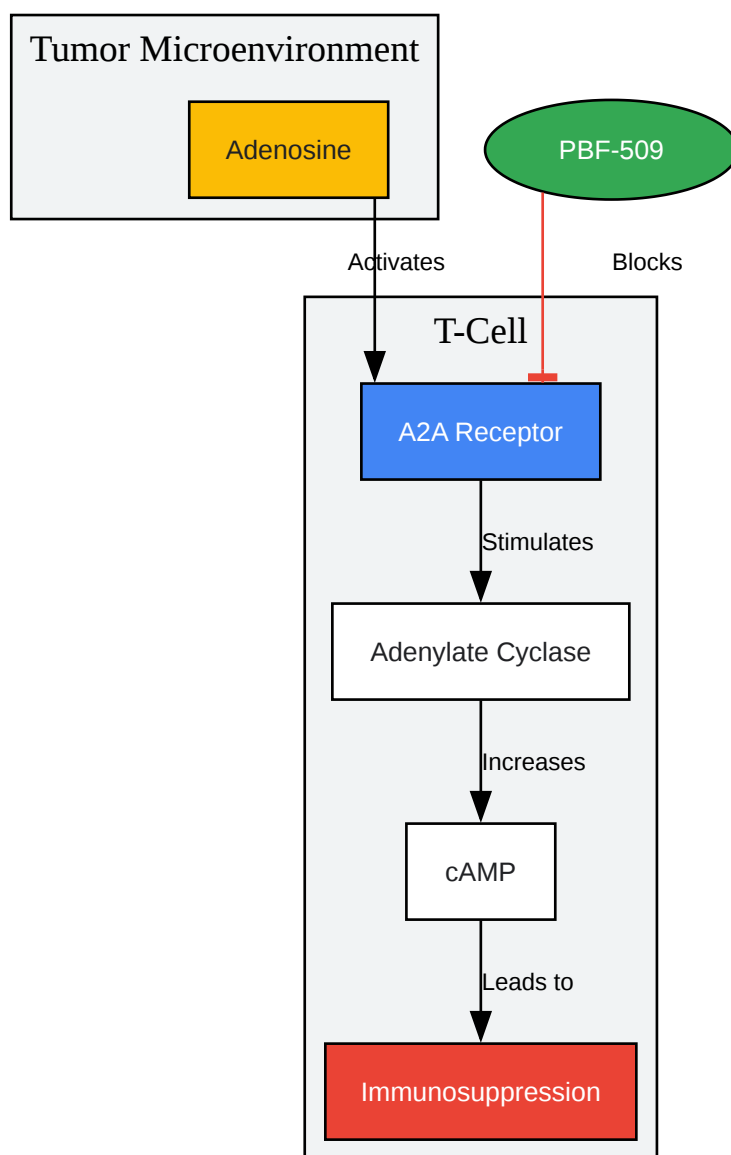 Tumor Microenvironment
Adenosine
PBF-509
Activates
Blocks
T-Cell
A2A Receptor
Stimulates
Adenylate Cyclase
Increases
cAMP
Leads to
Immunosuppression